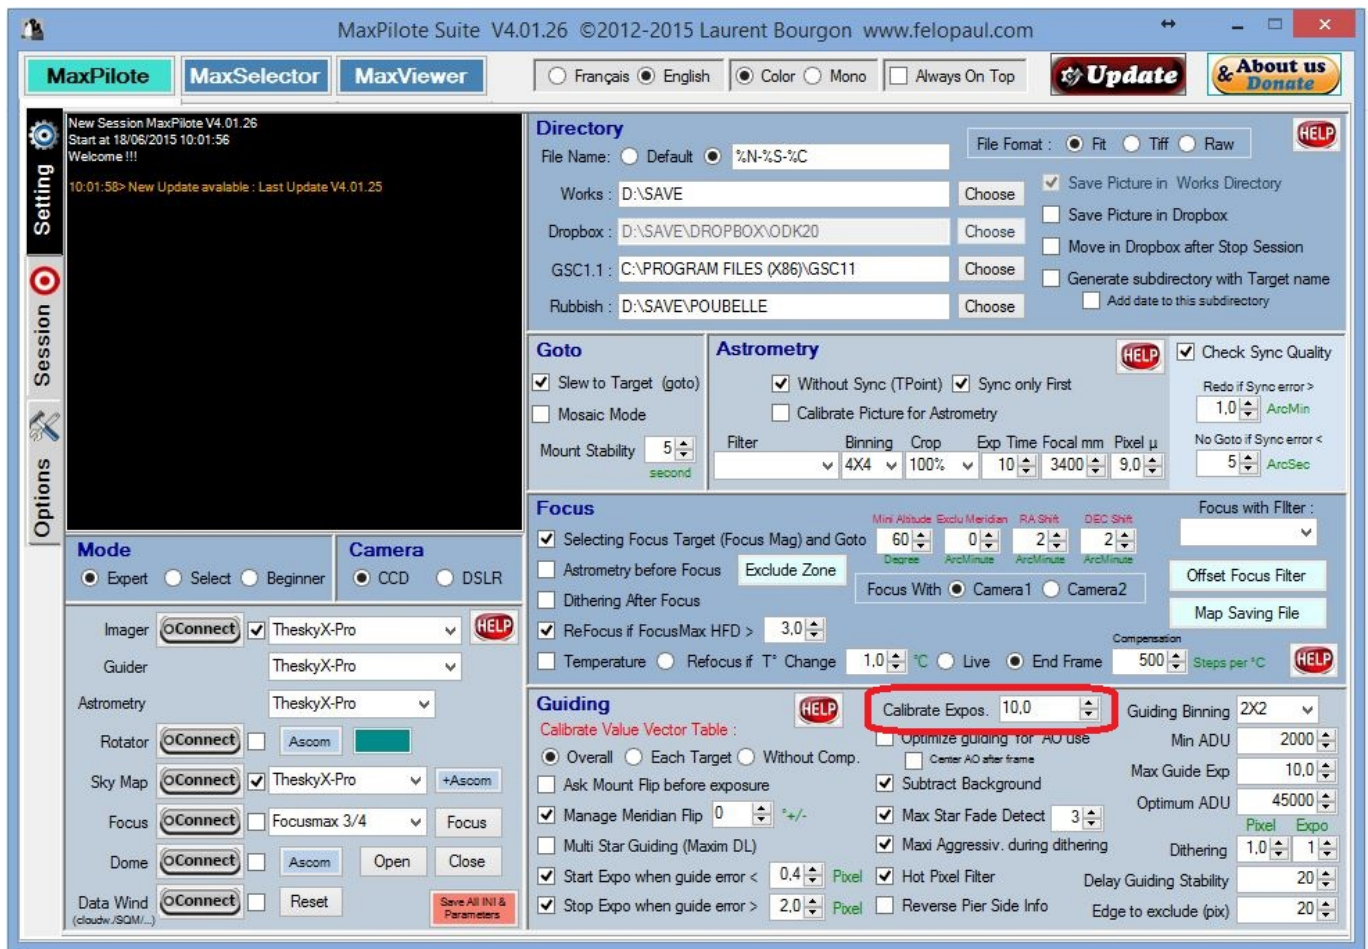 MaxPilote Suite V4.01.26 ©2012-2015 Laurent Bourgon www.felopaul.com
MaxPilote MaxSelector MaxViewer Français English Color Mono Always On Top Update & About us Donate
Setting
Session
Options
New Session MaxPilote V4.01.26
Start at 18/06/2015 10:01:56
Welcome !!!
10:01:58> New Update avalable : Last Update V4.01.25
Directory
File Fomat : Fit Tiff Raw HELP
File Name: Default %N-%S-%C
Works : D:\SAVE Choose
Dropbox : D:\SAVE\DROPBOX\ODK20 Choose
GSC1.1 : C:\PROGRAM FILES (X86)\GSC11 Choose
Rubbish : D:\SAVE\POUBELLE Choose
Save Picture in Works Directory
Save Picture in Dropbox
Move in Dropbox after Stop Session
Generate subdirectory with Target name
Add date to this subdirectory
Goto
Slew to Target (goto)
Mosaic Mode
Mount Stability 5
second
Astrometry HELP
Without Sync (TPoint) Sync only First
Calibrate Picture for Astrometry
Filter Binning Crop Exp Time Focal mm Pixel µ
4X4 100% 10 3400 9,0
Check Sync Quality
Redo if Sync error >
1,0 ArcMin
No Goto if Sync error <
5 ArcSec
Focus
Mini Altitude Exclu Meridian RA Shift DEC Shift
Selecting Focus Target (Focus Mag) and Goto 60 0 2 2
Degree ArcMinute ArcMinute ArcMinute
Astrometry before Focus Exclude Zone
Focus With Camera1 Camera2
Dithering After Focus
ReFocus if FocusMax HFD > 3,0
Temperature Refocus if T° Change 1,0 °C Live End Frame
Compensation
500 Steps per °C HELP
Focus with FIlter :
Offset Focus Filter
Map Saving File
Mode
Expert Select Beginner
Camera
CCD DSLR
Imager Connect TheskyX-Pro HELP
Guider TheskyX-Pro
Astrometry TheskyX-Pro
Rotator Connect Ascom
Sky Map Connect TheskyX-Pro +Ascom
Focus Connect Focusmax 3/4 Focus
Dome Connect Ascom Open Close
Data Wind Connect Reset Save All INI & Parameters
(cloudw./SQM/...)
Guiding HELP
Calibrate Value Vector Table :
Overall Each Target Without Comp.
Ask Mount Flip before exposure
Manage Meridian Flip 0 °+/-
Multi Star Guiding (Maxim DL)
Start Expo when guide error < 0,4 Pixel
Stop Expo when guide error > 2,0 Pixel
Calibrate Expos. 10,0
Optimize guiding for AO use
Center AO after frame
Subtract Background
Max Star Fade Detect 3
Maxi Aggressiv. during dithering
Hot Pixel Filter
Reverse Pier Side Info
Guiding Binning 2X2
Min ADU 2000
Max Guide Exp 10,0
Optimum ADU 45000
Pixel Expo
Dithering 1,0 1
Delay Guiding Stability 20
Edge to exclude (pix) 20